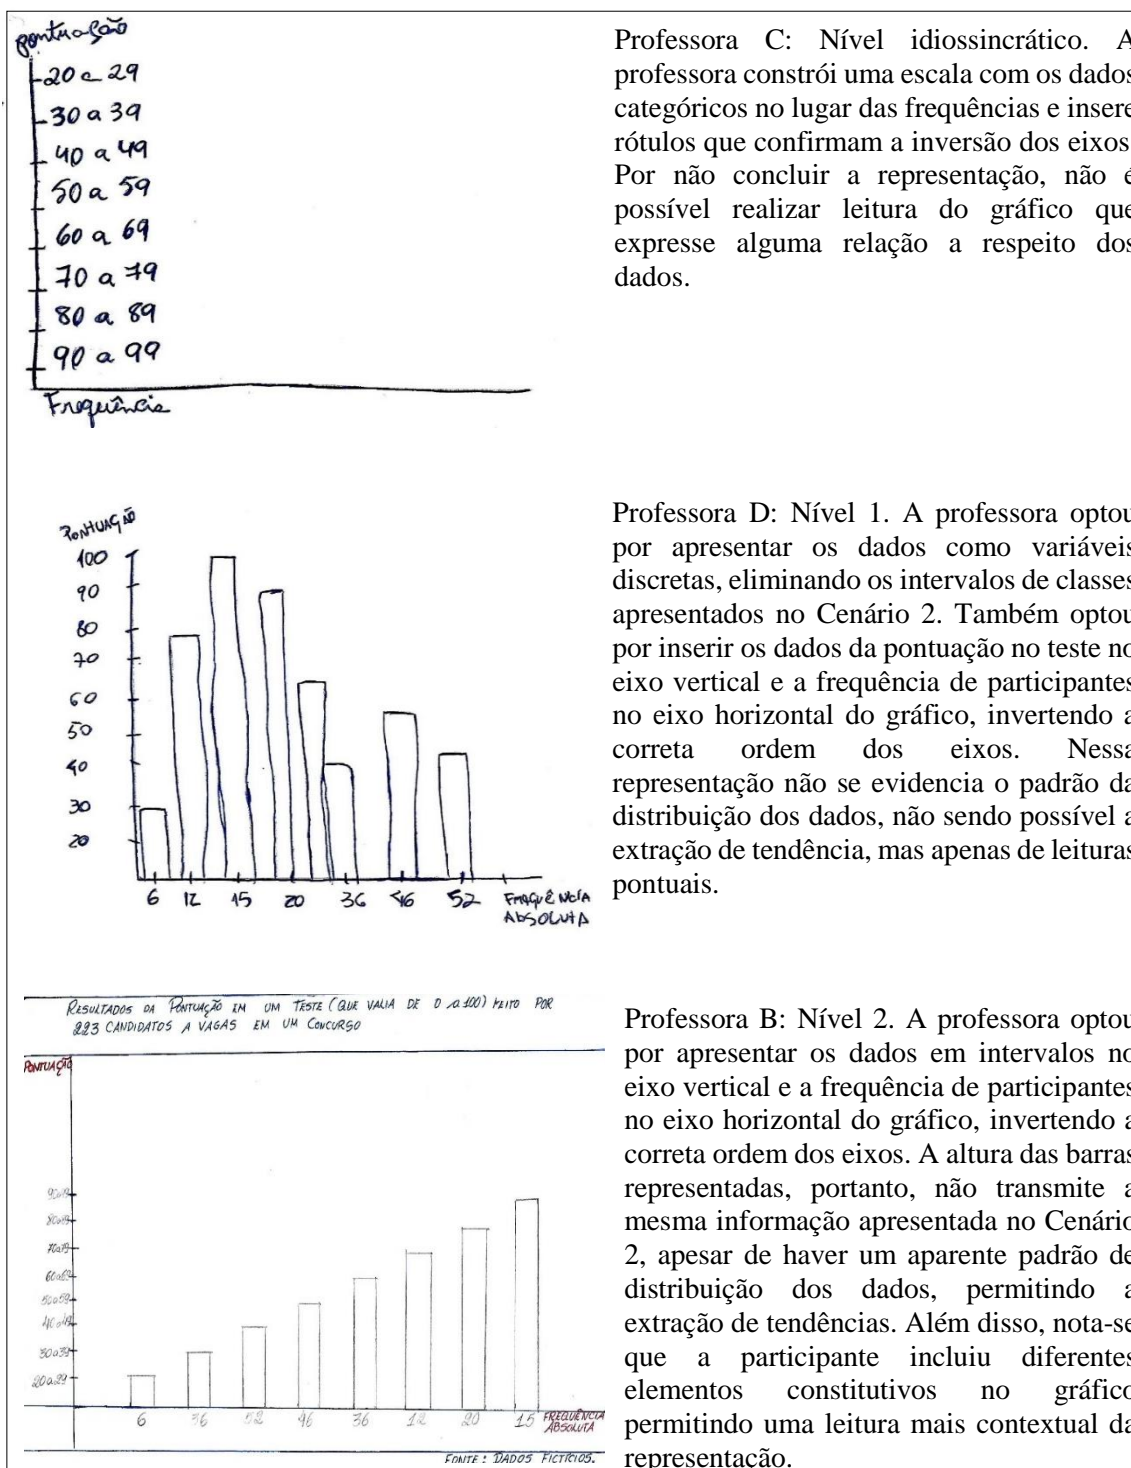 pontuação
20 a 29
30 a 39
40 a 49
50 a 59
60 a 69
70 a 79
80 a 89
90 a 99
Frequência
Professora C: Nível idiossincrático. A
professora constrói uma escala com os dados
categóricos no lugar das frequências e insere
rótulos que confirmam a inversão dos eixos.
Por não concluir a representação, não é
possível realizar leitura do gráfico que
expresse alguma relação a respeito dos
dados.
PONTUAÇÃO
100
90
80
70
60
50
40
30
20
6 12 15 20 36 46 52 FREQUÊNCIA
ABSOLUTA
Professora D: Nível 1. A professora optou
por apresentar os dados como variáveis
discretas, eliminando os intervalos de classes
apresentados no Cenário 2. Também optou
por inserir os dados da pontuação no teste no
eixo vertical e a frequência de participantes
no eixo horizontal do gráfico, invertendo a
correta ordem dos eixos. Nessa
representação não se evidencia o padrão da
distribuição dos dados, não sendo possível a
extração de tendência, mas apenas de leituras
pontuais.
RESULTADOS DA PONTUAÇÃO EM UM TESTE (QUE VALIA DE 0 a 100) FEITO POR
223 CANDIDATOS A VAGAS EM UM CONCURSO
PONTUAÇÃO
90a99
80a89
70a79
60a69
50a59
40a49
30a39
20a29
6 36 52 46 36 12 20 15 FREQUÊNCIA
ABSOLUTA
FONTE: DADOS FICTÍCIOS.
Professora B: Nível 2. A professora optou
por apresentar os dados em intervalos no
eixo vertical e a frequência de participantes
no eixo horizontal do gráfico, invertendo a
correta ordem dos eixos. A altura das barras
representadas, portanto, não transmite a
mesma informação apresentada no Cenário
2, apesar de haver um aparente padrão de
distribuição dos dados, permitindo a
extração de tendências. Além disso, nota-se
que a participante incluiu diferentes
elementos constitutivos no gráfico
permitindo uma leitura mais contextual da
representação.